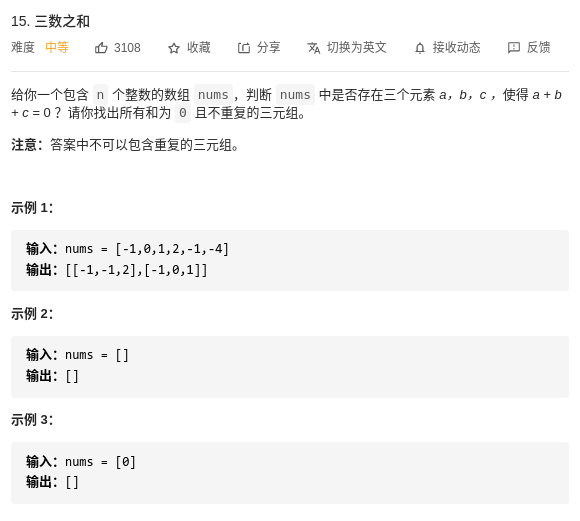 15. 三数之和
难度 中等 3108 收藏 分享 切换为英文 接收动态 反馈
给你一个包含 n 个整数的数组 nums，判断 nums 中是否存在三个元素 a，b，c ，使得 a + b
+ c = 0 ？请你找出所有和为 0 且不重复的三元组。
注意：答案中不可以包含重复的三元组。
示例 1：
输入：nums = [-1,0,1,2,-1,-4]
输出：[[-1,-1,2],[-1,0,1]]
示例 2：
输入：nums = []
输出：[]
示例 3：
输入：nums = [0]
输出：[]